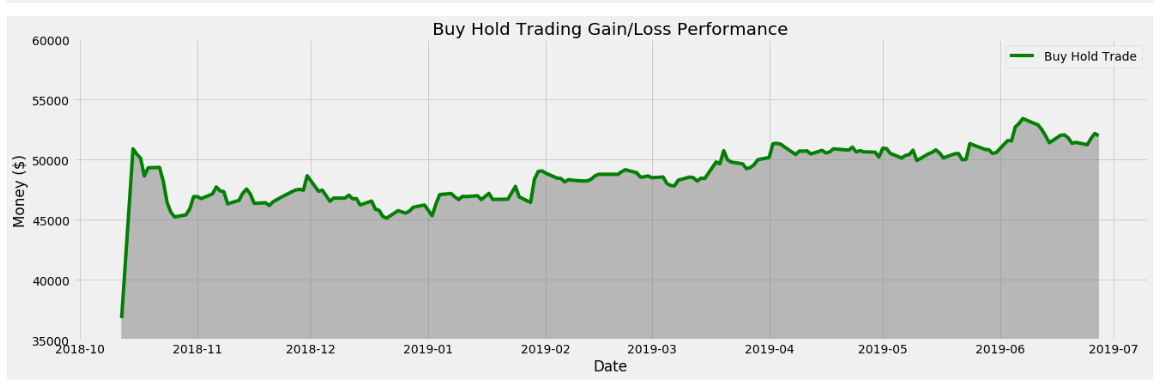 Buy Hold Trading Gain/Loss Performance
60000
55000
50000
45000
40000
35000
Money ($)
Buy Hold Trade
2018-10 2018-11 2018-12 2019-01 2019-02 2019-03 2019-04 2019-05 2019-06 2019-07
Date